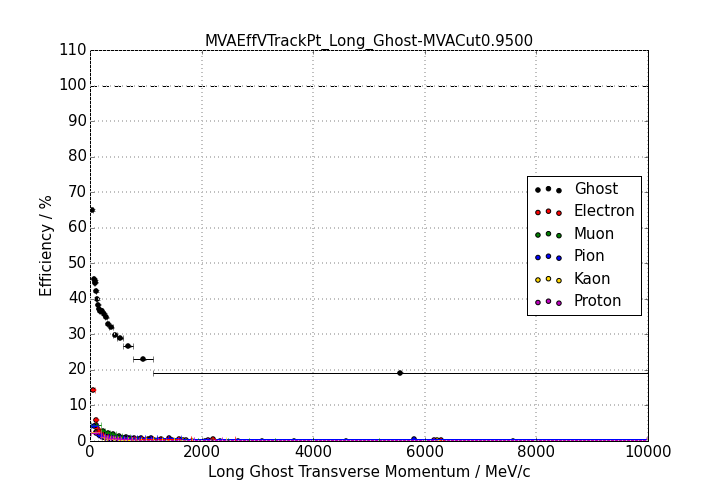 MVAEffVTrackPt_Long_Ghost-MVACut0.9500
110
100
90
80
70
60
50
40
30
20
10
0
Efficiency / %
Ghost
Electron
Muon
Pion
Kaon
Proton
0 2000 4000 6000 8000 10000
Long Ghost Transverse Momentum / MeV/c